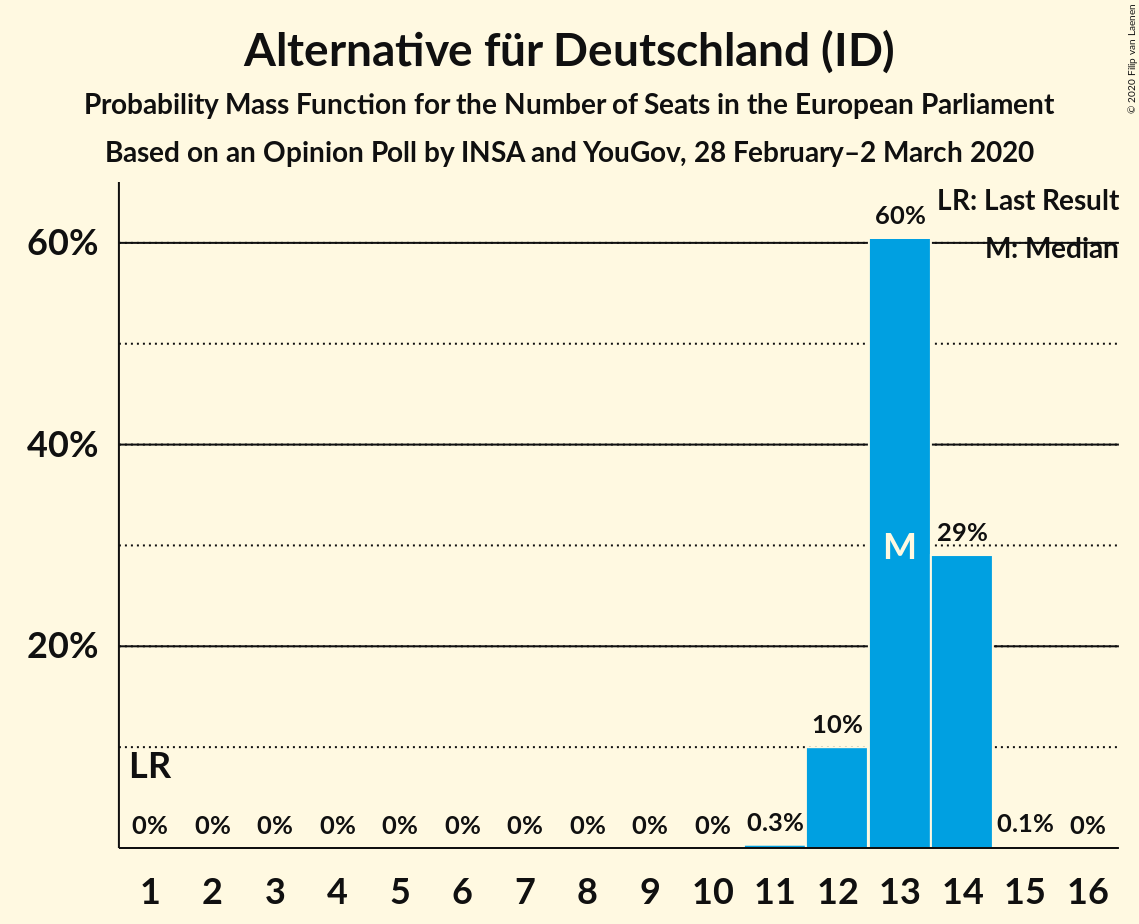 Alternative für Deutschland (ID)
Probability Mass Function for the Number of Seats in the European Parliament
Based on an Opinion Poll by INSA and YouGov, 28 February–2 March 2020
© 2020 Filip van Laenen
LR: Last Result
M: Median
60%
40%
20%
60%
M
29%
10%
LR
0% 0% 0% 0% 0% 0% 0% 0% 0% 0% 0.3% 0.1% 0%
1 2 3 4 5 6 7 8 9 10 11 12 13 14 15 16